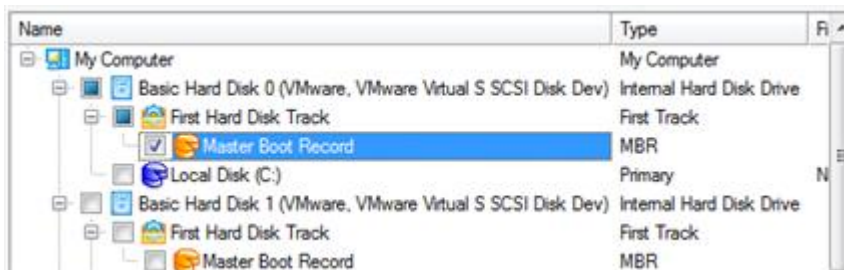 Name Type Fi
My Computer My Computer
Basic Hard Disk 0 (VMware, VMware Virtual S SCSI Disk Dev) Internal Hard Disk Drive
First Hard Disk Track First Track
Master Boot Record MBR
Local Disk (C:) Primary N
Basic Hard Disk 1 (VMware, VMware Virtual S SCSI Disk Dev) Internal Hard Disk Drive
First Hard Disk Track First Track
Master Boot Record MBR